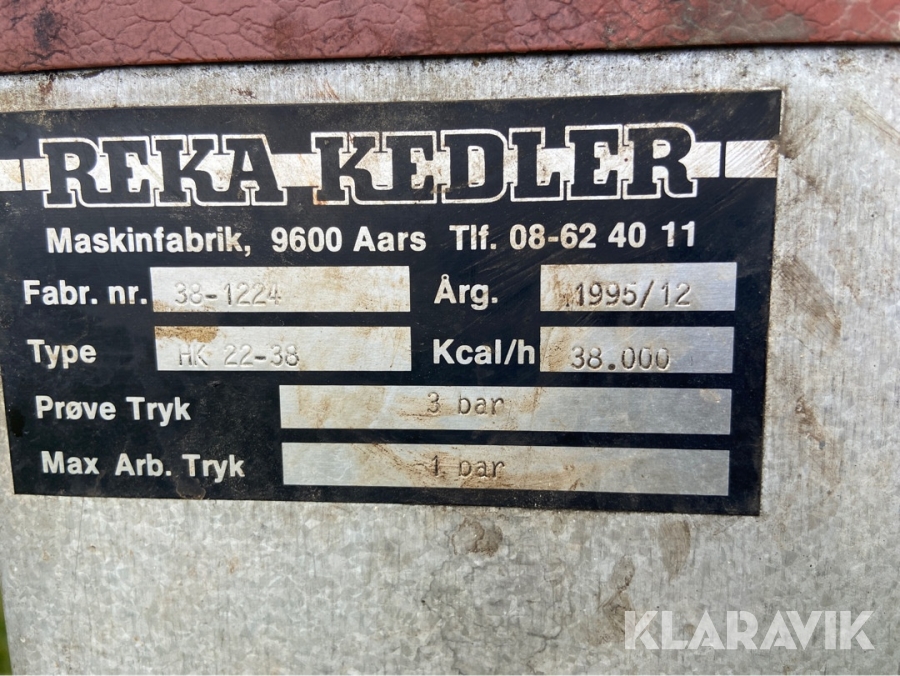 REKA KEDLER
Maskinfabrik, 9600 Aars Tlf. 08-62 40 11
Fabr. nr. 38-1224 Årg. 1995/12
Type HK 22-38 Kcal/h 38.000
Prøve Tryk 3 bar
Max Arb. Tryk 1 bar
KLARAVIK